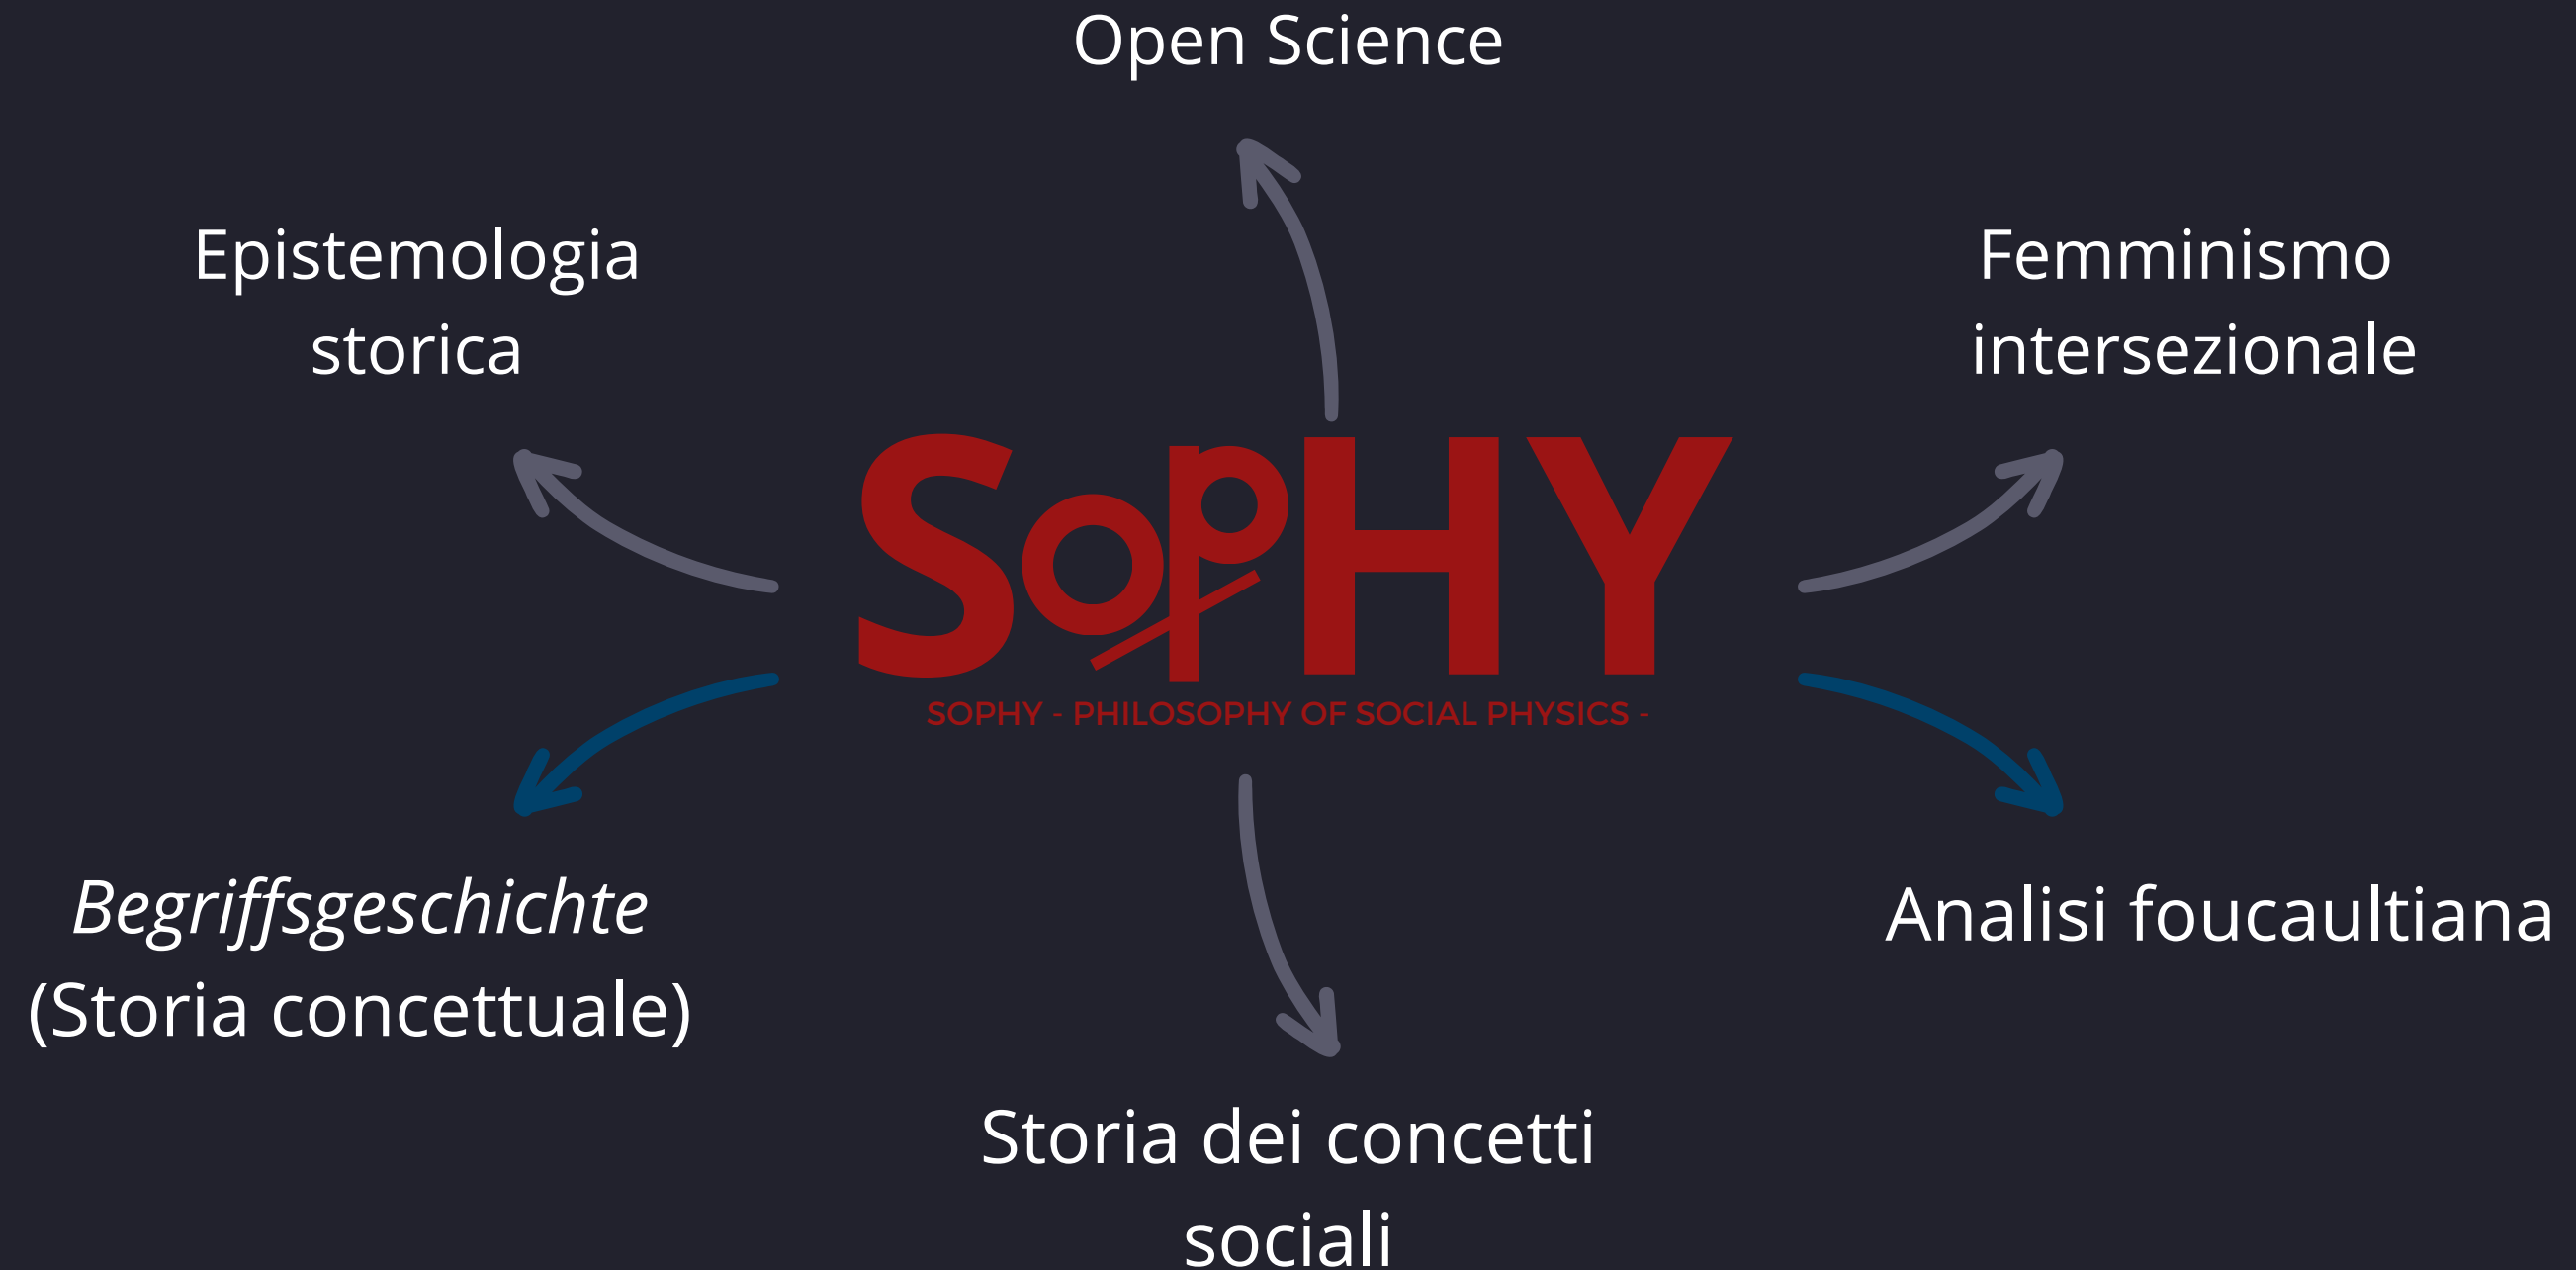 Open Science
Epistemologia
storica
Femminismo
intersezionale
SopHY
SOPHY - PHILOSOPHY OF SOCIAL PHYSICS -
Begriffsgeschichte
(Storia concettuale)
Analisi foucaultiana
Storia dei concetti
sociali